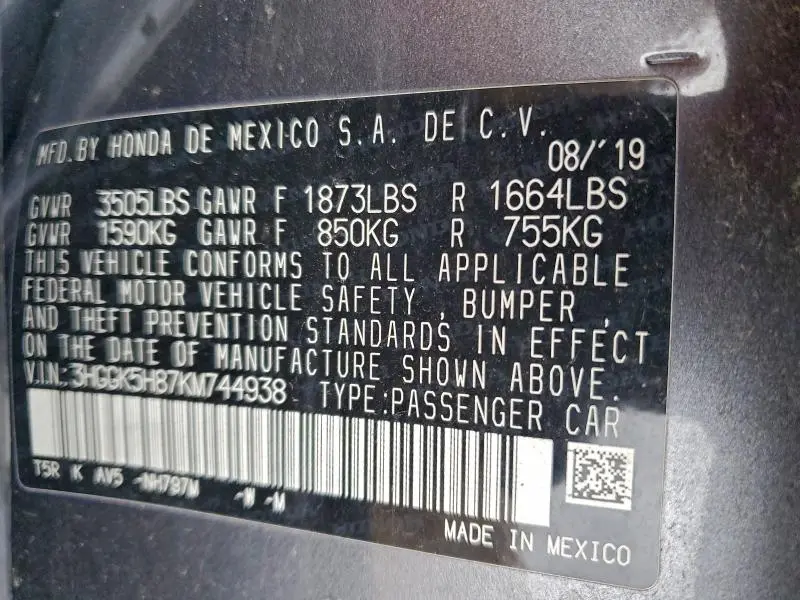 MFD. BY HONDA DE MEXICO S.A. DE C.V.
08/'19
GVWR 3505LBS GAWR F 1873LBS R 1664LBS
GVWR 1590KG GAWR F 850KG R 755KG
THIS VEHICLE CONFORMS TO ALL APPLICABLE
FEDERAL MOTOR VEHICLE SAFETY , BUMPER ,
AND THEFT PREVENTION STANDARDS IN EFFECT
ON THE DATE OF MANUFACTURE SHOWN ABOVE.
V.I.N.:3HGGK5H87KM744938 TYPE:PASSENGER CAR
T5R K AV5 -NH797M -W -M
MADE IN MEXICO